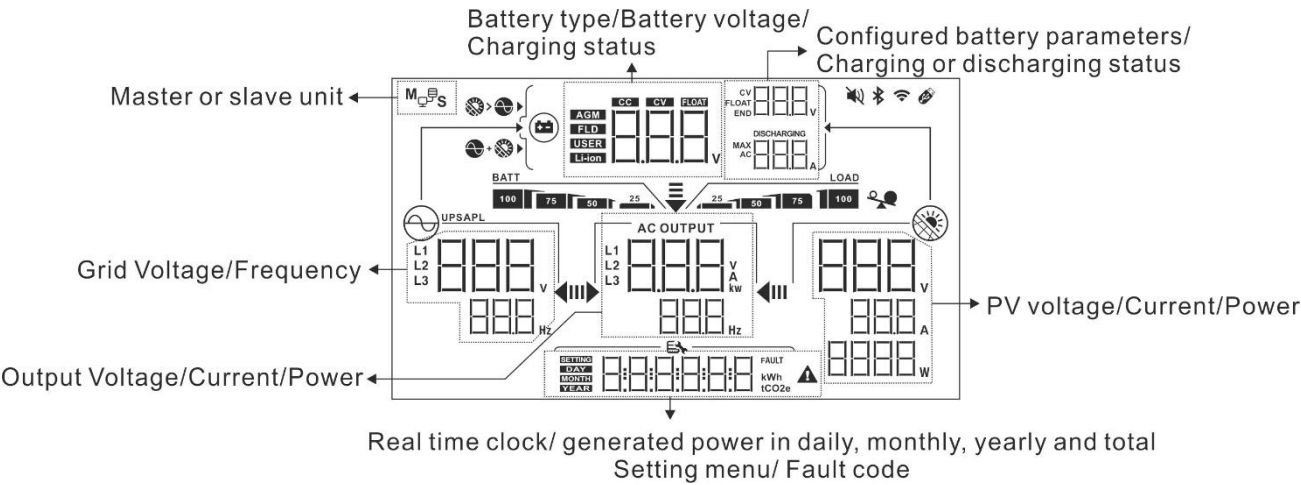 Battery type/Battery voltage/
Charging status
Configured battery parameters/
Charging or discharging status
Master or slave unit
M S
CC CV FLOAT
AGM
FLD
USER
Li-ion
V
CV
FLOAT
END
V
DISCHARGING
MAX
AC
A
BATT
LOAD
100 75 50 25
25 50 75 100
UPSAPL
AC OUTPUT
L1
L2
L3
V
Hz
L1
L2
L3
V
A
kw
Hz
V
A
W
Grid Voltage/Frequency
PV voltage/Current/Power
Output Voltage/Current/Power
SETTING
DAY
MONTH
YEAR
FAULT
kWh
tCO2e
Real time clock/ generated power in daily, monthly, yearly and total
Setting menu/ Fault code